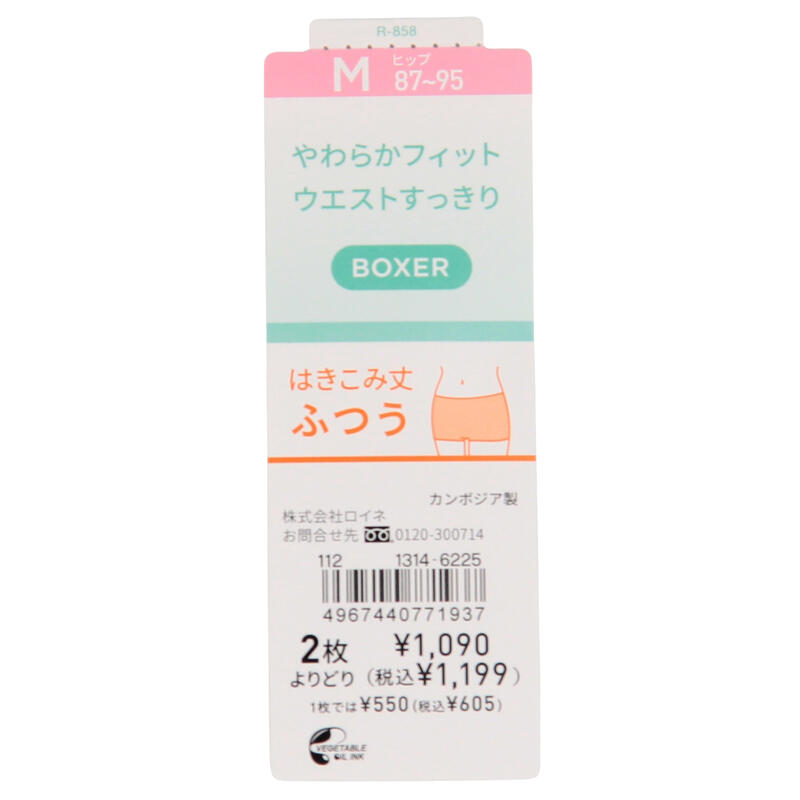 R-858
M
ヒップ
87~95
やわらかフィット
ウエストすっきり
BOXER
はきこみ丈
ふつう
カンボジア製
株式会社ロイネ
お問合せ先 0120-300714
112 1314-6225
4967440771937
2枚 ¥1,090
よりどり (税込¥1,199)
1枚では¥550(税込¥605)
VEGETABLE
OIL INK